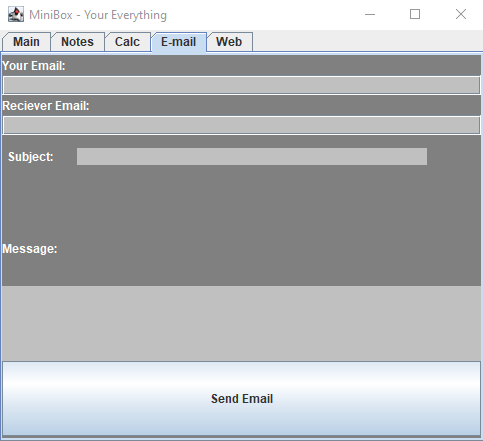 MiniBox - Your Everything
Main Notes Calc E-mail Web
Your Email:
Reciever Email:
Subject:
Message:
Send Email